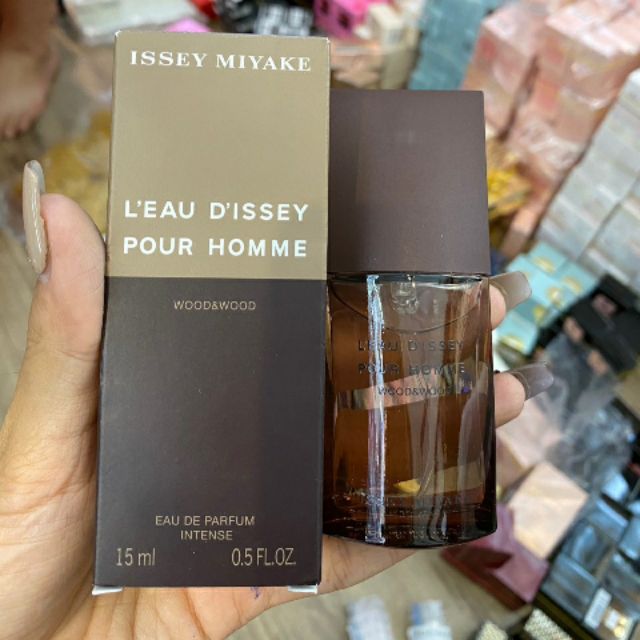 ISSEY MIYAKE
L'EAU D'ISSEY
POUR HOMME
WOOD&WOOD
EAU DE PARFUM
INTENSE
15 ml 0.5 FL.OZ.
L'EAU D'ISSEY
POUR HOMME
WOOD&WOOD